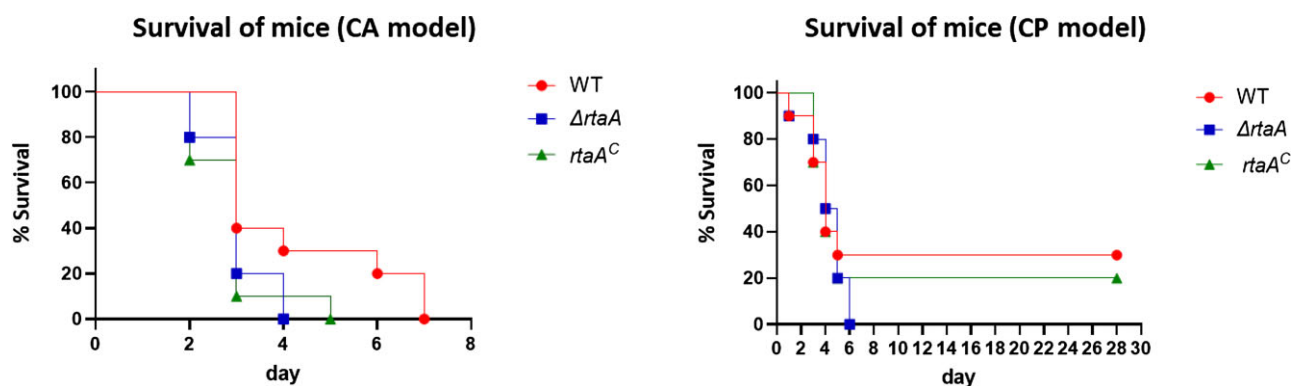 Survival of mice (CA model)
% Survival
100
80
60
40
20
0
0 2 4 6 8
day
WT
ΔrtaA
rtaA^C
Survival of mice (CP model)
% Survival
100
80
60
40
20
0
0 2 4 6 8 10 12 14 16 18 20 22 24 26 28 30
day
WT
ΔrtaA
rtaA^C